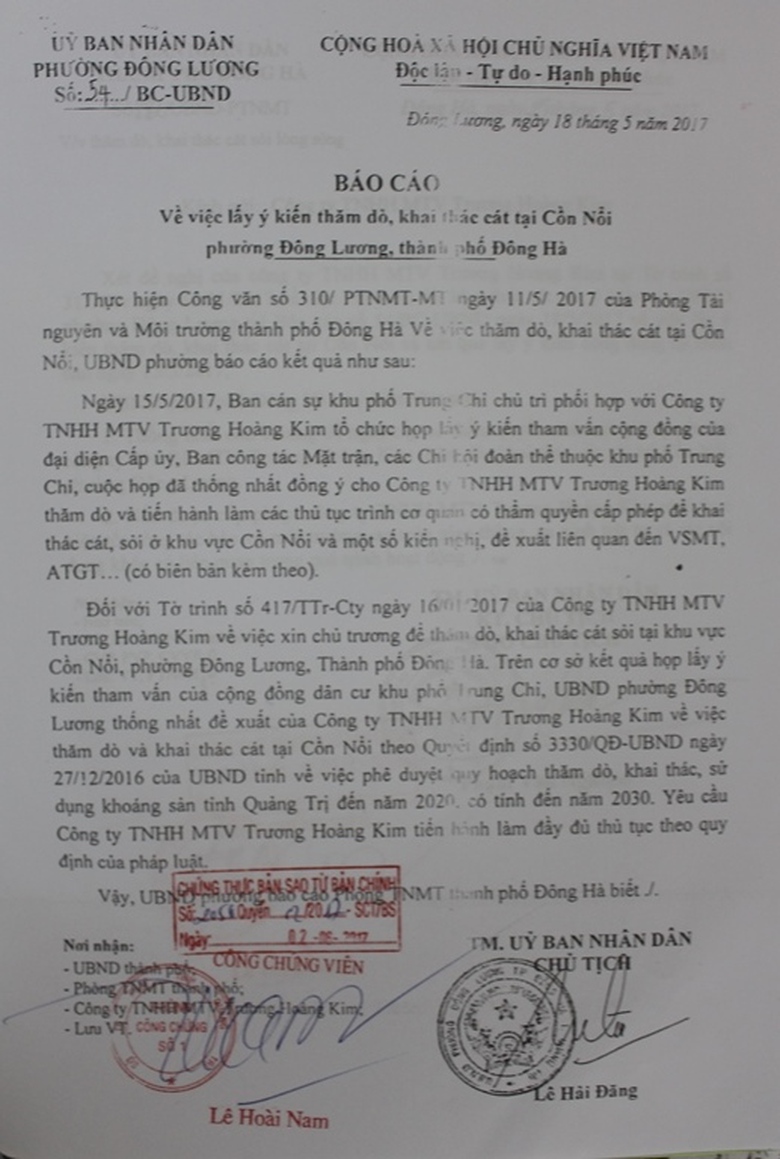 UỶ BAN NHÂN DÂN
PHƯỜNG ĐÔNG LƯƠNG
Số: 54 / BC-UBND
CỘNG HOÀ XÃ HỘI CHỦ NGHĨA VIỆT NAM
Độc lập - Tự do - Hạnh phúc
Đông Lương, ngày 18 tháng 5 năm 2017
BÁO CÁO
Về việc lấy ý kiến thăm dò, khai thác cát tại Cồn Nổi
phường Đông Lương, thành phố Đông Hà
Thực hiện Công văn số 310/ PTNMT-MT ngày 11/5/ 2017 của Phòng Tài
nguyên và Môi trường thành phố Đông Hà Về việc thăm dò, khai thác cát tại Cồn
Nổi, UBND phường báo cáo kết quả như sau:
Ngày 15/5/2017, Ban cán sự khu phố Trung Chỉ chủ trì phối hợp với Công ty
TNHH MTV Trương Hoàng Kim tổ chức họp lấy ý kiến tham vấn cộng đồng của
đại diện Cấp ủy, Ban công tác Mặt trận, các Chi hội đoàn thể thuộc khu phố Trung
Chỉ, cuộc họp đã thống nhất đồng ý cho Công ty TNHH MTV Trương Hoàng Kim
thăm dò và tiến hành làm các thủ tục trình cơ quan có thẩm quyền cấp phép để khai
thác cát, sỏi ở khu vực Cồn Nổi và một số kiến nghị, đề xuất liên quan đến VSMT,
ATGT… (có biên bản kèm theo).
Đối với Tờ trình số 417/TTr-Cty ngày 16/01/2017 của Công ty TNHH MTV
Trương Hoàng Kim về việc xin chủ trương để thăm dò, khai thác cát sỏi tại khu vực
Cồn Nổi, phường Đông Lương, Thành phố Đông Hà. Trên cơ sở kết quả họp lấy ý
kiến tham vấn của cộng đồng dân cư khu phố Trung Chỉ, UBND phường Đông
Lương thống nhất đề xuất của Công ty TNHH MTV Trương Hoàng Kim về việc
thăm dò và khai thác cát tại Cồn Nổi theo Quyết định số 3330/QĐ-UBND ngày
27/12/2016 của UBND tỉnh về việc phê duyệt quy hoạch thăm dò, khai thác, sử
dụng khoáng sản tỉnh Quảng Trị đến năm 2020, có tính đến năm 2030. Yêu cầu
Công ty TNHH MTV Trương Hoàng Kim tiến hành làm đầy đủ thủ tục theo quy
định của pháp luật.
Vậy, UBND phường báo cáo Phòng TNMT thành phố Đông Hà biết ./.
CHỨNG THỰC BẢN SAO TỪ BẢN CHÍNH
Số: Quyển /20 - SCT/BS
Ngày 02 -06- 2017
CÔNG CHỨNG VIÊN
Nơi nhận:
- UBND thành phố;
- Phòng TNMT thành phố;
- Công ty TNHH MTV Trương Hoàng Kim;
- Lưu VT.
CÔNG CHỨNG
SỐ 1
Lê Hoài Nam
TM. UỶ BAN NHÂN DÂN
CHỦ TỊCH
Lê Hải Đăng